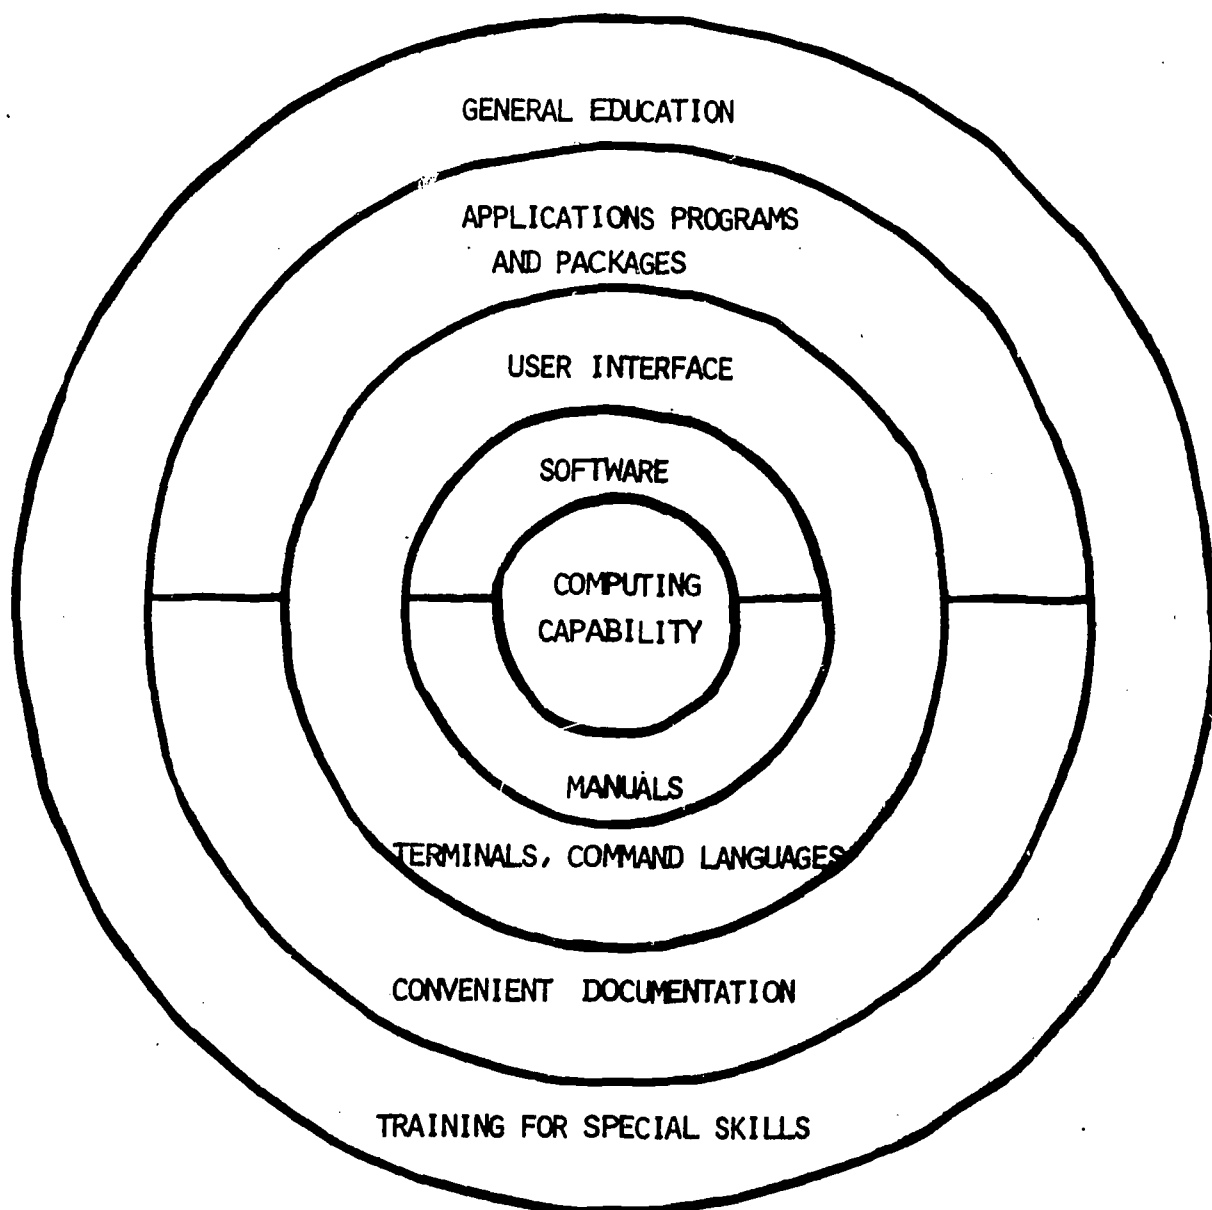 GENERAL EDUCATION
APPLICATIONS PROGRAMS
AND PACKAGES
USER INTERFACE
SOFTWARE
COMPUTING
CAPABILITY
MANUALS
TERMINALS, COMMAND LANGUAGES
CONVENIENT DOCUMENTATION
TRAINING FOR SPECIAL SKILLS